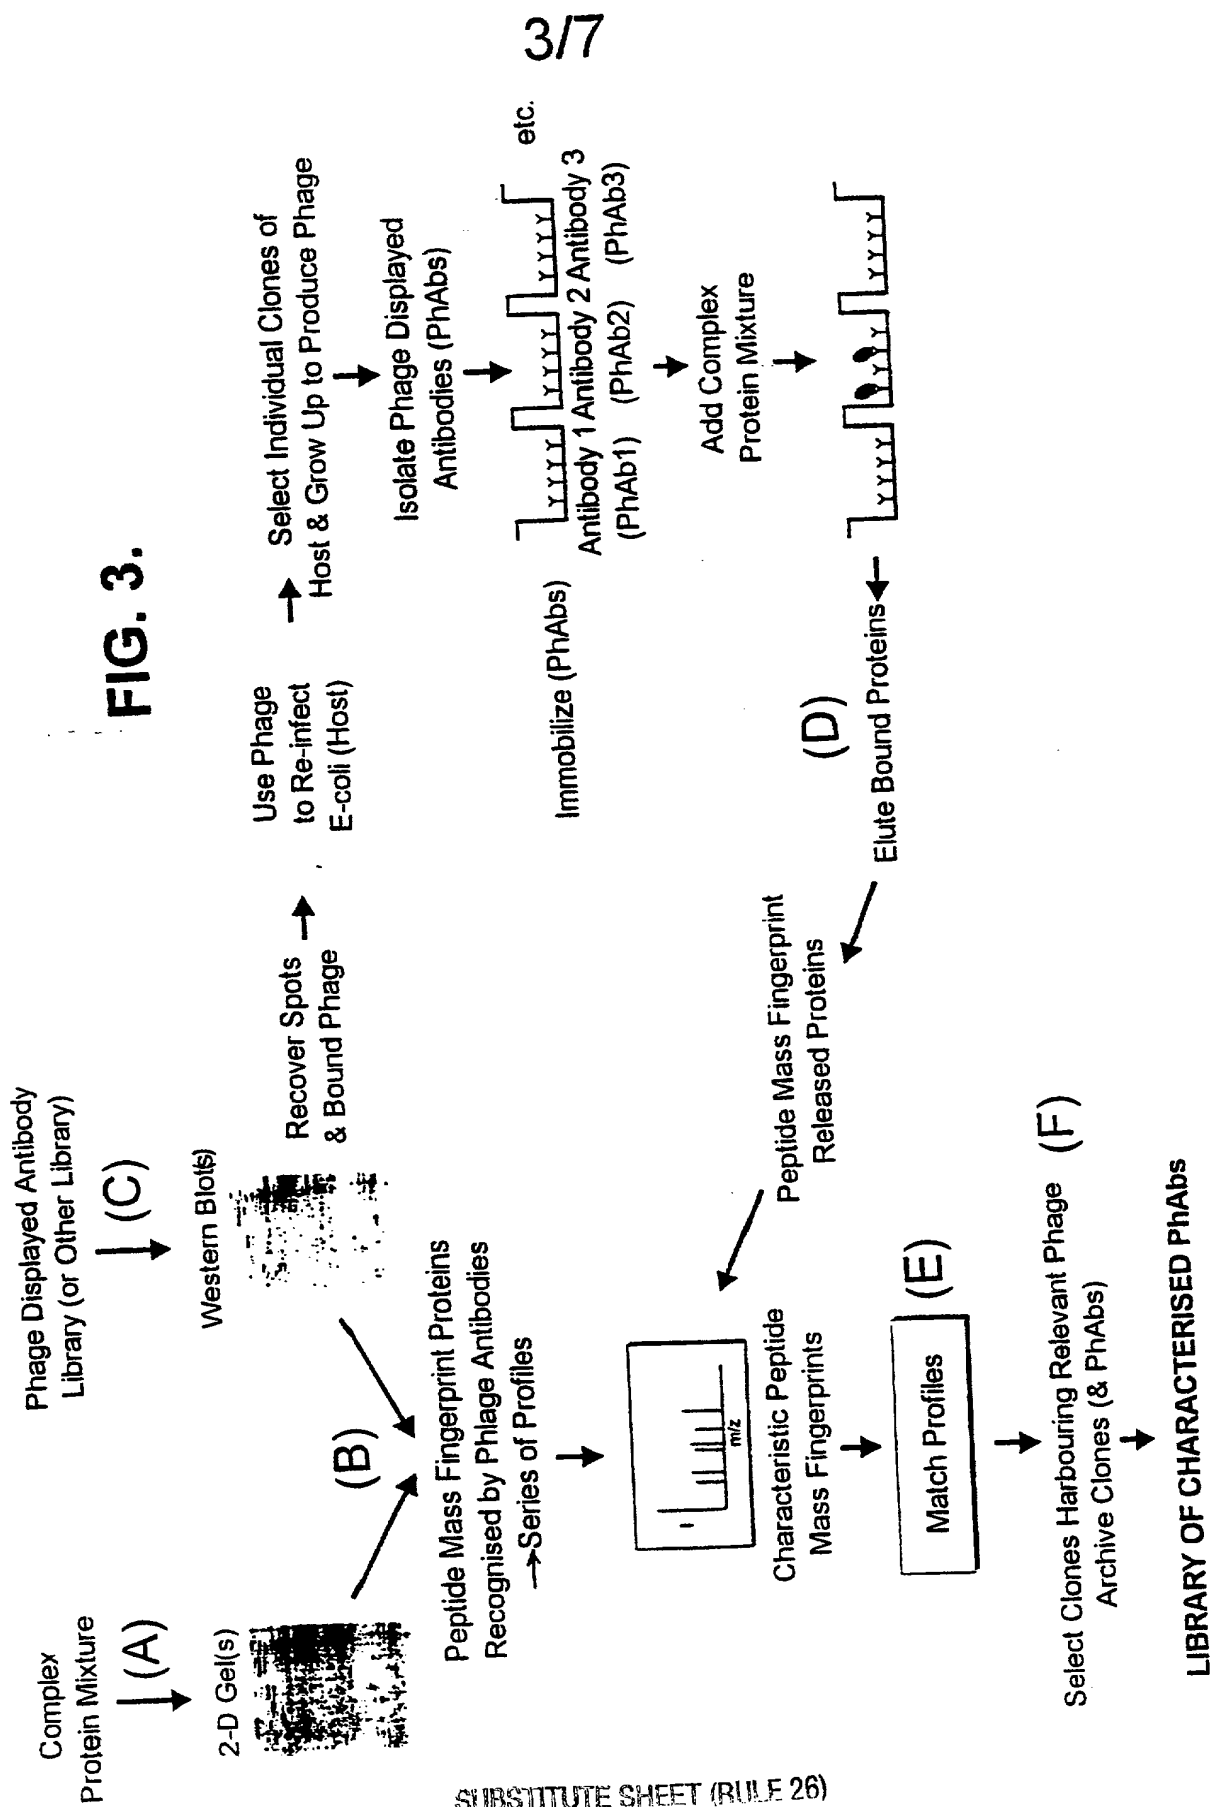 3/7
FIG. 3.
Complex
Protein Mixture
(A)
2-D Gel(s)
Phage Displayed Antibody
Library (or Other Library)
(C)
Western Blot(s)
(B)
Peptide Mass Fingerprint Proteins
Recognised by Phlage Antibodies
→Series of Profiles
m/z
Characteristic Peptide
Mass Fingerprints
Match Profiles
(E)
Select Clones Harbouring Relevant Phage
Archive Clones (& PhAbs)
(F)
LIBRARY OF CHARACTERISED PhAbs
Recover Spots
& Bound Phage
Use Phage
to Re-infect
E-coli (Host)
Select Individual Clones of
Host & Grow Up to Produce Phage
Isolate Phage Displayed
Antibodies (PhAbs)
Immobilize (PhAbs)
etc.
Antibody 1 Antibody 2 Antibody 3
(PhAb1) (PhAb2) (PhAb3)
Add Complex
Protein Mixture
(D)
Elute Bound Proteins
Peptide Mass Fingerprint
Released Proteins
SUBSTITUTE SHEET (RULE 26)